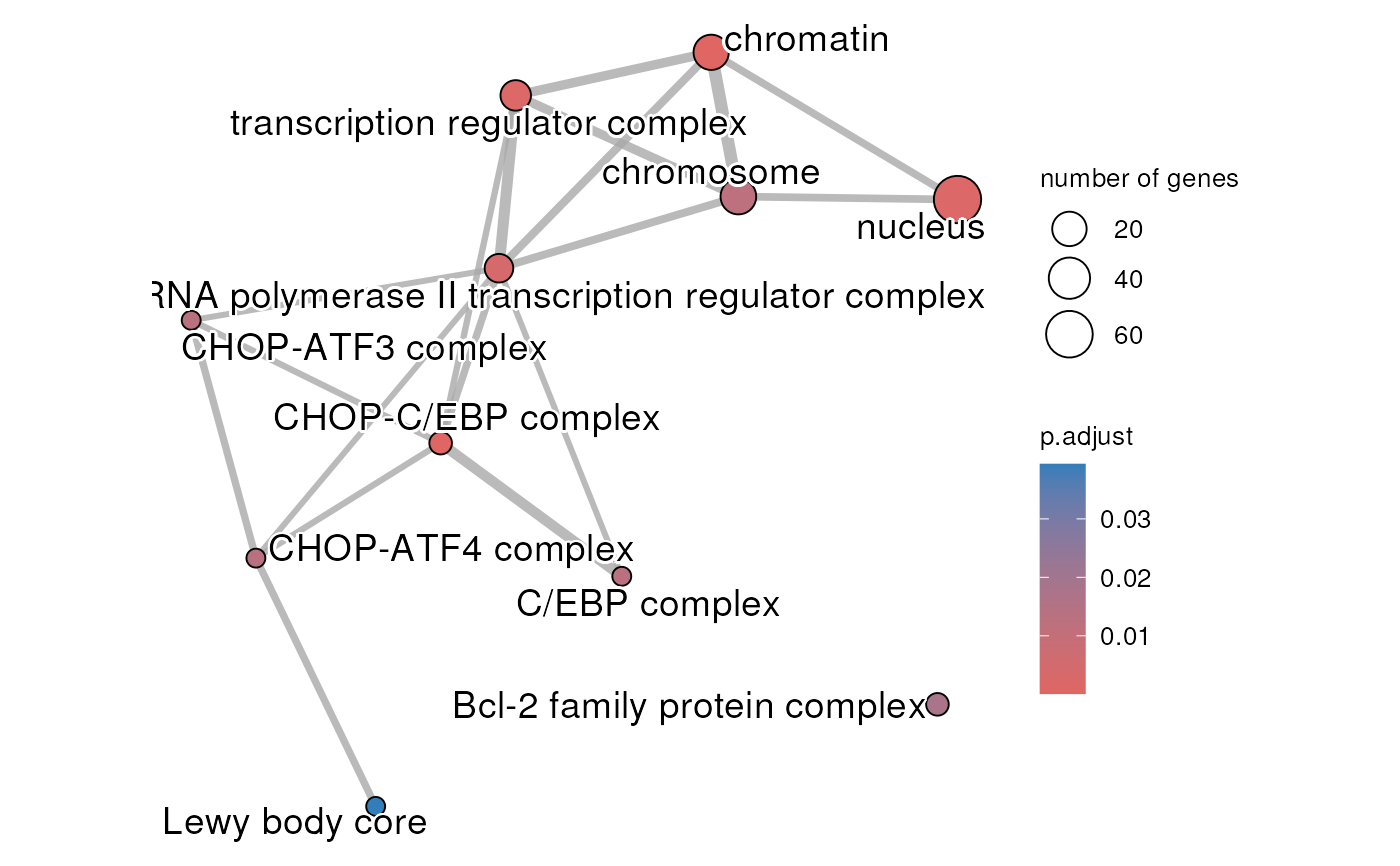 chromatin
transcription regulator complex
chromosome
nucleus
RNA polymerase II transcription regulator complex
CHOP-ATF3 complex
CHOP-C/EBP complex
CHOP-ATF4 complex
C/EBP complex
Bcl-2 family protein complex
Lewy body core
number of genes
20
40
60
p.adjust
0.03
0.02
0.01